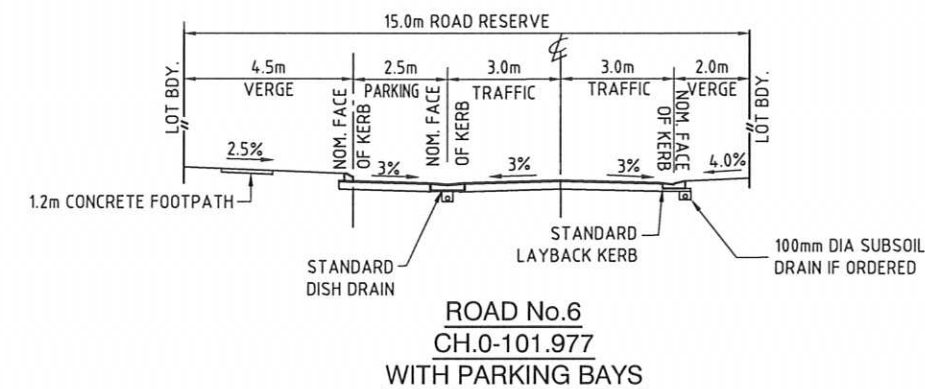 15.0m ROAD RESERVE
℄
4.5m
VERGE
2.5m
PARKING
3.0m
TRAFFIC
3.0m
TRAFFIC
2.0m
VERGE
LOT BDY.
NOM. FACE
OF KERB
NOM. FACE
OF KERB
NOM. FACE
OF KERB
LOT BDY.
2.5%
3%
3%
3%
4.0%
1.2m CONCRETE FOOTPATH
STANDARD
DISH DRAIN
STANDARD
LAYBACK KERB
100mm DIA SUBSOIL
DRAIN IF ORDERED
ROAD No.6
CH.0-101.977
WITH PARKING BAYS